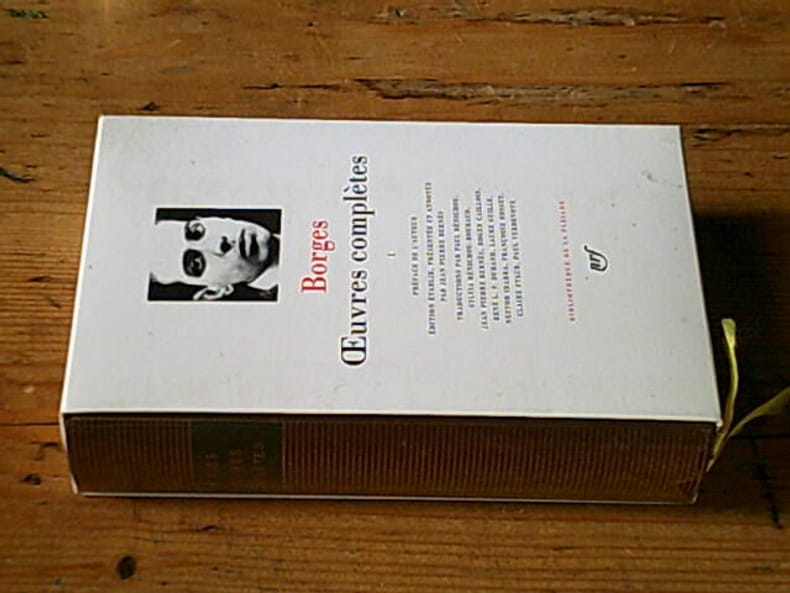 Borges
Œuvres complètes
I
PRÉFACE DE L'AUTEUR
ÉDITION ÉTABLIE, PRÉSENTÉE ET ANNOTÉE
PAR JEAN PIERRE BERNÈS
TRADUCTIONS PAR PAUL BÉNICHOU,
SYLVIA BÉNICHOU-ROUBAUD,
JEAN PIERRE BERNÈS, ROGER CAILLOIS,
RENÉ L. F. DURAND, LAURE GUILLE,
NESTOR IBARRA, FRANÇOISE ROSSET,
CLAIRE STAUB, PAUL VERDEVOYE
BIBLIOTHÈQUE DE LA PLÉIADE
nrf